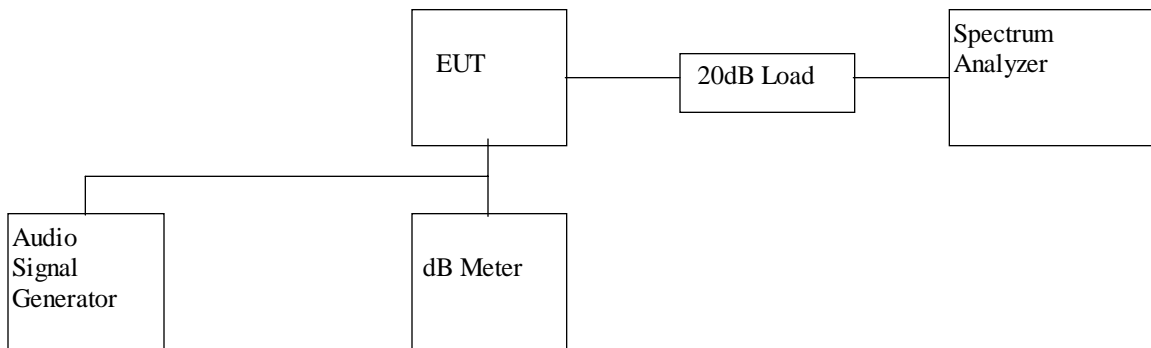 EUT
20dB Load
Spectrum
Analyzer
Audio
Signal
Generator
dB Meter